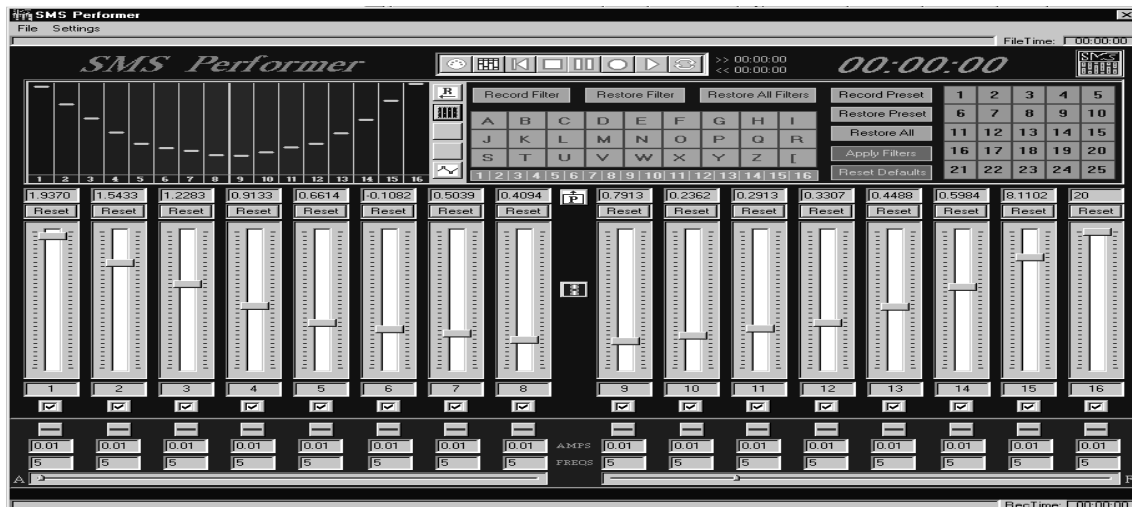 SMS Performer
File Settings
FileTime: 00:00:00
SMS Performer
>> 00:00:00
<< 00:00:00
00:00:00
SMS
R
Record Filter Restore Filter Restore All Filters
A B C D E F G H I
J K L M N O P Q R
S T U V W X Y Z [
1 2 3 4 5 6 7 8 9 10 11 12 13 14 15 16
Record Preset
Restore Preset
Restore All
Apply Filters
Reset Defaults
1 2 3 4 5
6 7 8 9 10
11 12 13 14 15
16 17 18 19 20
21 22 23 24 25
1 2 3 4 5 6 7 8 9 10 11 12 13 14 15 16
1.9370 1.5433 1.2283 0.9133 0.6614 -0.1082 0.5039 0.4094 P 0.7913 0.2362 0.2913 0.3307 0.4488 0.5984 8.1102 20
Reset Reset Reset Reset Reset Reset Reset Reset Reset Reset Reset Reset Reset Reset Reset Reset
1 2 3 4 5 6 7 8 9 10 11 12 13 14 15 16
0.01 0.01 0.01 0.01 0.01 0.01 0.01 0.01 AMPS 0.01 0.01 0.01 0.01 0.01 0.01 0.01 0.01
5 5 5 5 5 5 5 5 FREQS 5 5 5 5 5 5 5 5
A F
RecTime: 00:00:00